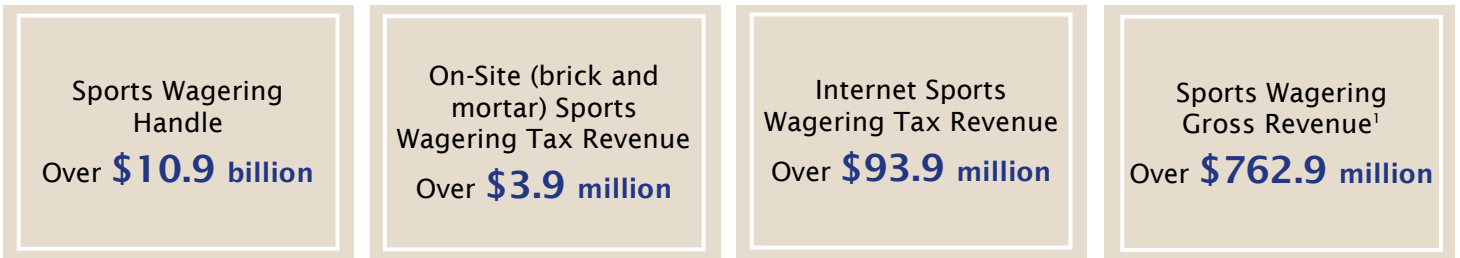 Sports Wagering
Handle
Over $10.9 billion
On-Site (brick and
mortar) Sports
Wagering Tax Revenue
Over $3.9 million
Internet Sports
Wagering Tax Revenue
Over $93.9 million
Sports Wagering
Gross Revenue¹
Over $762.9 million